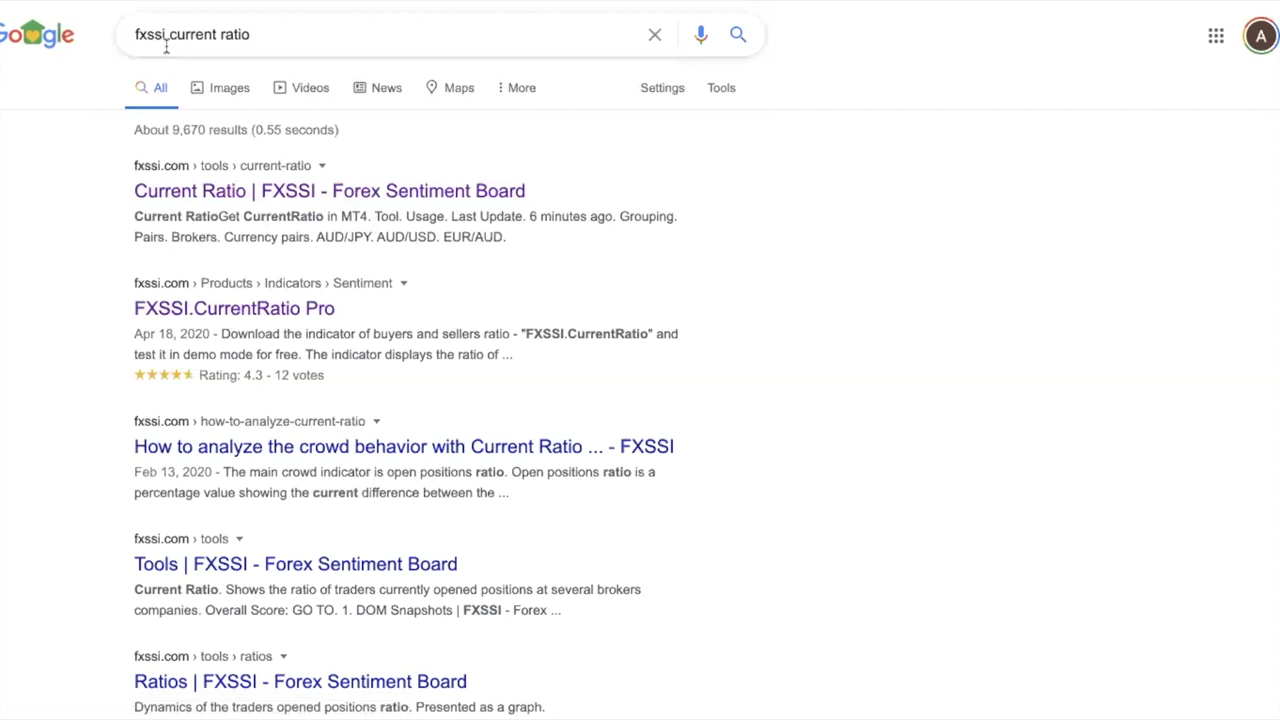 Google
fxssi current ratio
A
All Images Videos News Maps More Settings Tools
About 9,670 results (0.55 seconds)
fxssi.com › tools › current-ratio
Current Ratio | FXSSI - Forex Sentiment Board
Current RatioGet CurrentRatio in MT4. Tool. Usage. Last Update. 6 minutes ago. Grouping.
Pairs. Brokers. Currency pairs. AUD/JPY. AUD/USD. EUR/AUD.
fxssi.com › Products › Indicators › Sentiment
FXSSI.CurrentRatio Pro
Apr 18, 2020 - Download the indicator of buyers and sellers ratio - "FXSSI.CurrentRatio" and
test it in demo mode for free. The indicator displays the ratio of ...
Rating: 4.3 - 12 votes
fxssi.com › how-to-analyze-current-ratio
How to analyze the crowd behavior with Current Ratio ... - FXSSI
Feb 13, 2020 - The main crowd indicator is open positions ratio. Open positions ratio is a
percentage value showing the current difference between the ...
fxssi.com › tools
Tools | FXSSI - Forex Sentiment Board
Current Ratio. Shows the ratio of traders currently opened positions at several brokers
companies. Overall Score: GO TO. 1. DOM Snapshots | FXSSI - Forex ...
fxssi.com › tools › ratios
Ratios | FXSSI - Forex Sentiment Board
Dynamics of the traders opened positions ratio. Presented as a graph.